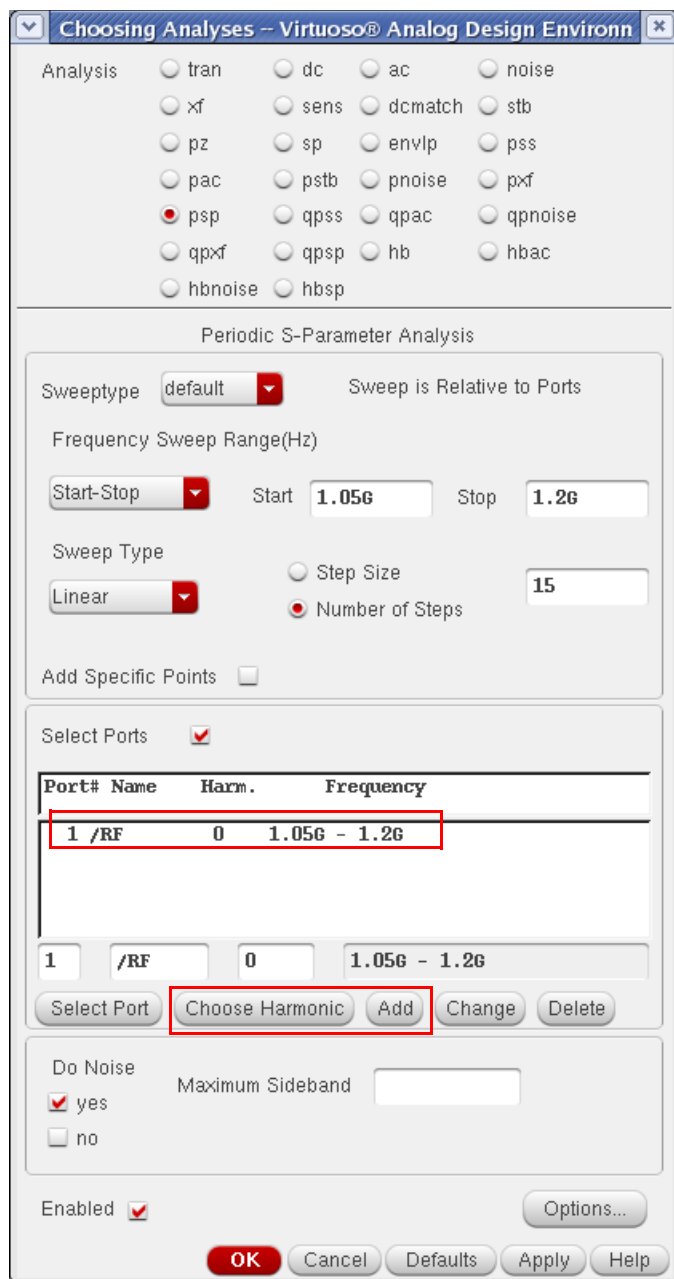 Choosing Analyses -- Virtuoso® Analog Design Environn
Analysis tran dc ac noise
xf sens dcmatch stb
pz sp envlp pss
pac pstb pnoise pxf
psp qpss qpac qpnoise
qpxf qpsp hb hbac
hbnoise hbsp
Periodic S-Parameter Analysis
Sweeptype default Sweep is Relative to Ports
Frequency Sweep Range(Hz)
Start-Stop Start 1.05G Stop 1.2G
Sweep Type
Linear
Step Size
Number of Steps
15
Add Specific Points
Select Ports
Port# Name Harm. Frequency
1 /RF 0 1.05G - 1.2G
1 /RF 0 1.05G - 1.2G
Select Port Choose Harmonic Add Change Delete
Do Noise
yes
Maximum Sideband
no
Enabled Options...
OK Cancel Defaults Apply Help